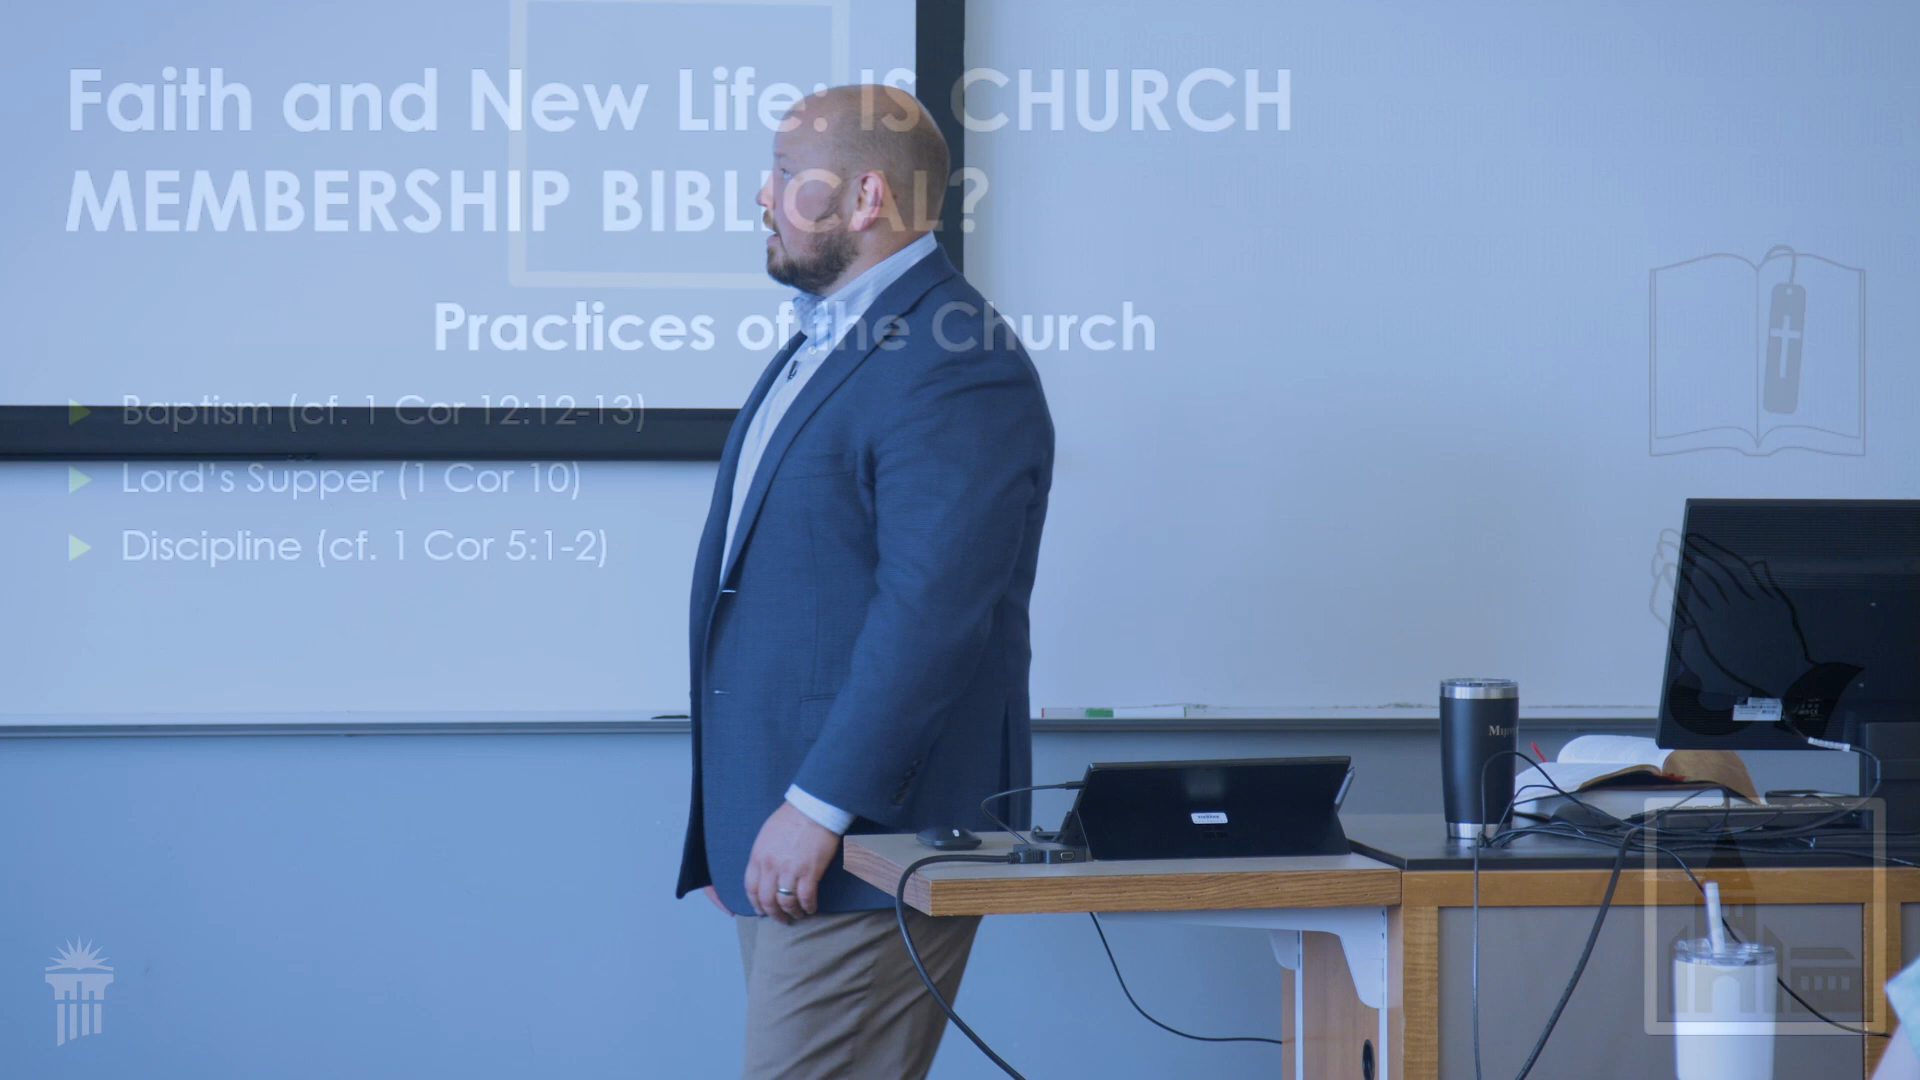 Faith and New Life: IS CHURCH
MEMBERSHIP BIBLICAL?
Practices of the Church
Baptism (cf. 1 Cor 12:12-13)
Lord's Supper (1 Cor 10)
Discipline (cf. 1 Cor 5:1-2)